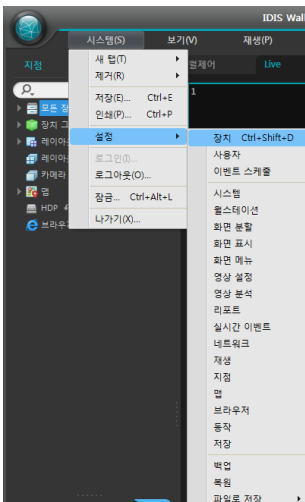 IDIS Wall
시스템(S) 보기(V) 재생(P)
지점
Live
새 탭(T)
제거(R)
1
저장(E)... Ctrl+E
인쇄(P)... Ctrl+P
모든
장치 그
설정
장치 Ctrl+Shift+D
레이아
레이아
로그인(I)...
사용자
카메라
로그아웃(O)...
이벤트 스케줄
맵
잠금... Ctrl+Alt+L
시스템
HDP
월스테이션
브라우
나가기(X)...
화면 분할
화면 표시
화면 메뉴
영상 설정
영상 분석
리포트
실시간 이벤트
네트워크
재생
지점
맵
브라우저
동작
저장
백업
복원
파일로 저장